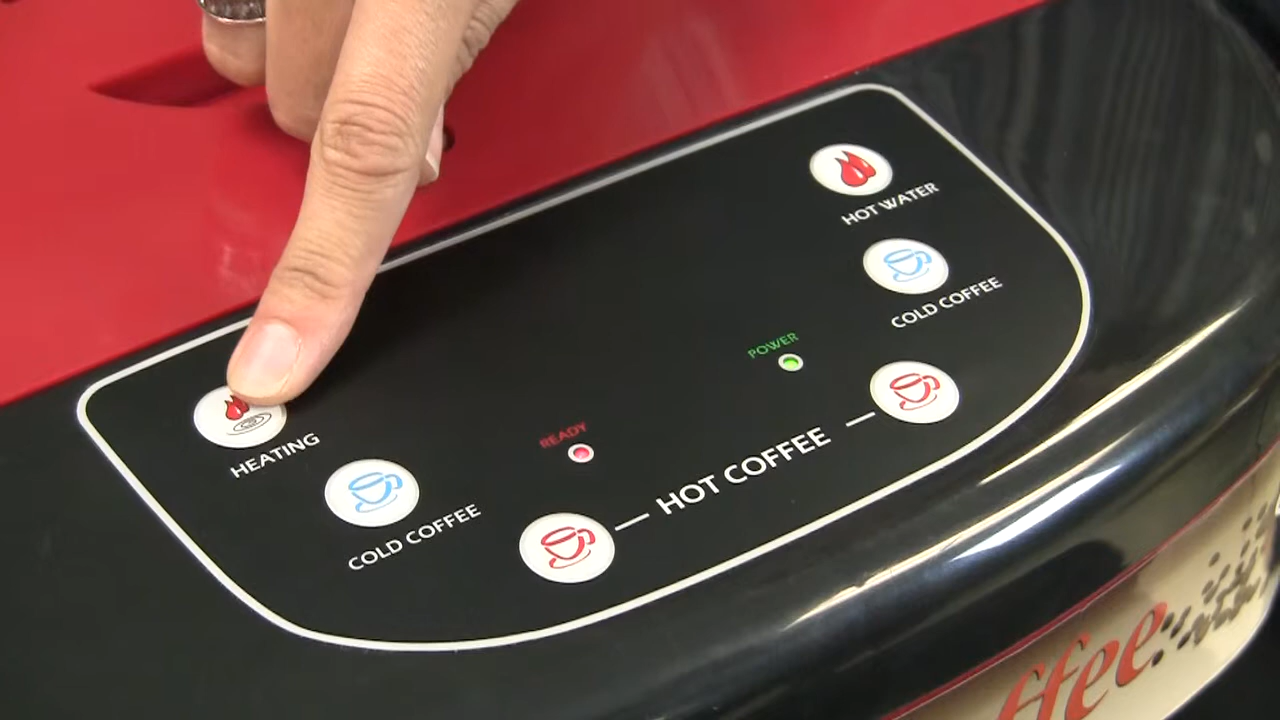 HOT WATER
COLD COFFEE
POWER
READY
HOT COFFEE
HEATING
COLD COFFEE
ffee